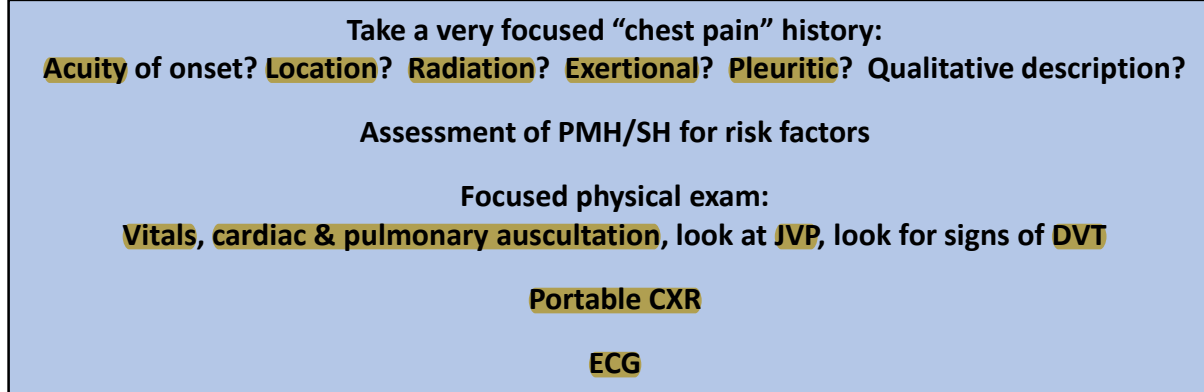 Take a very focused “chest pain” history:
Acuity of onset? Location? Radiation? Exertional? Pleuritic? Qualitative description?
Assessment of PMH/SH for risk factors
Focused physical exam:
Vitals, cardiac & pulmonary auscultation, look at JVP, look for signs of DVT
Portable CXR
ECG